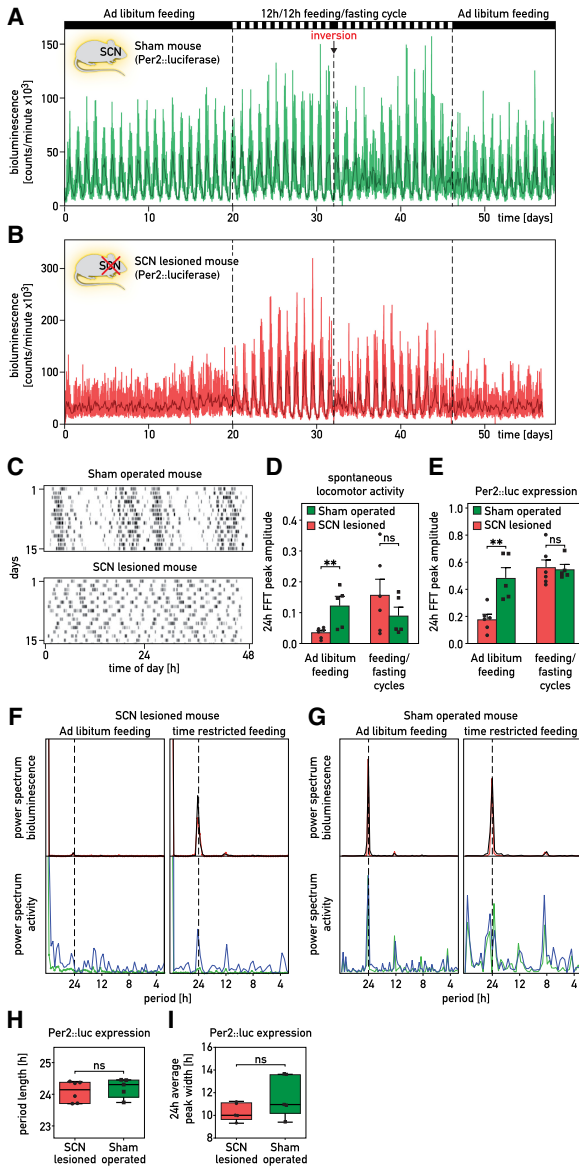 A
Ad libitum feeding
12h/12h feeding/fasting cycle
Ad libitum feeding
inversion
SCN
Sham mouse
(Per2::luciferase)
bioluminescence
[counts/minute x10³]
150
100
50
0
0
10
20
30
40
50
time [days]
B
SCN
SCN lesioned mouse
(Per2::luciferase)
bioluminescence
[counts/minute x10³]
300
200
100
0
0
10
20
30
40
50
time [days]
C
Sham operated mouse
1
15
SCN lesioned mouse
1
15
days
0
24
48
time of day [h]
D
spontaneous
locomotor activity
Sham operated
SCN lesioned
24h FFT peak amplitude
0.4
0.3
0.2
0.1
0.0
**
ns
Ad libitum
feeding
feeding/
fasting
cycles
E
Per2::luc expression
Sham operated
SCN lesioned
24h FFT peak amplitude
1.0
0.8
0.6
0.4
0.2
0.0
**
ns
Ad libitum
feeding
feeding/
fasting
cycles
F
SCN lesioned mouse
Ad libitum feeding
time restricted feeding
power spectrum
bioluminescence
power spectrum
activity
24
12
8
4
24
12
8
4
period [h]
G
Sham operated mouse
Ad libitum feeding
time restricted feeding
power spectrum
bioluminescence
power spectrum
activity
24
12
8
4
24
12
8
4
period [h]
H
Per2::luc expression
period length [h]
25
24
23
ns
SCN
lesioned
Sham
operated
I
Per2::luc expression
24h average
peak width [h]
16
14
12
10
8
ns
SCN
lesioned
Sham
operated